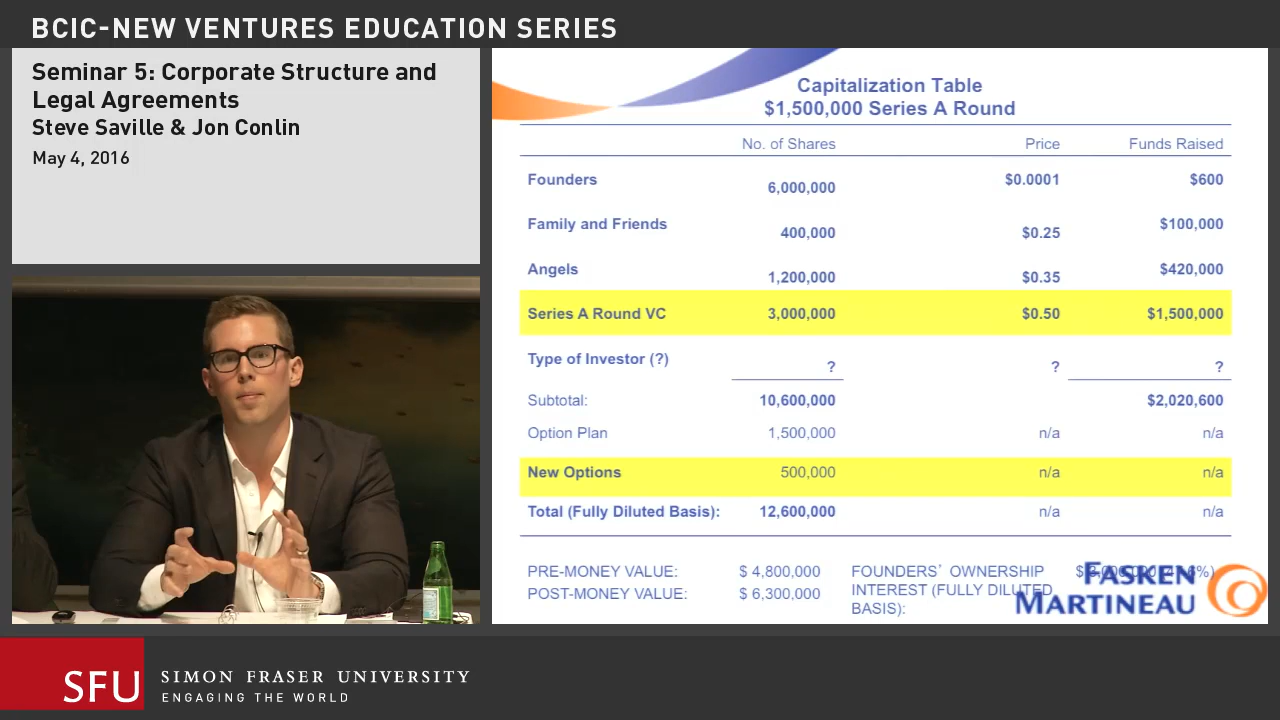 BCIC-NEW VENTURES EDUCATION SERIES
Seminar 5: Corporate Structure and
Legal Agreements
Steve Saville & Jon Conlin
May 4, 2016
Capitalization Table
$1,500,000 Series A Round
No. of Shares Price Funds Raised
Founders 6,000,000 $0.0001 $600
Family and Friends 400,000 $0.25 $100,000
Angels 1,200,000 $0.35 $420,000
Series A Round VC 3,000,000 $0.50 $1,500,000
Type of Investor (?) ? ? ?
Subtotal: 10,600,000 $2,020,600
Option Plan 1,500,000 n/a n/a
New Options 500,000 n/a n/a
Total (Fully Diluted Basis): 12,600,000 n/a n/a
PRE-MONEY VALUE: $ 4,800,000
POST-MONEY VALUE: $ 6,300,000
FOUNDERS' OWNERSHIP
INTEREST (FULLY DILUTED
BASIS):
FASKEN
MARTINEAU
SFU
SIMON FRASER UNIVERSITY
ENGAGING THE WORLD